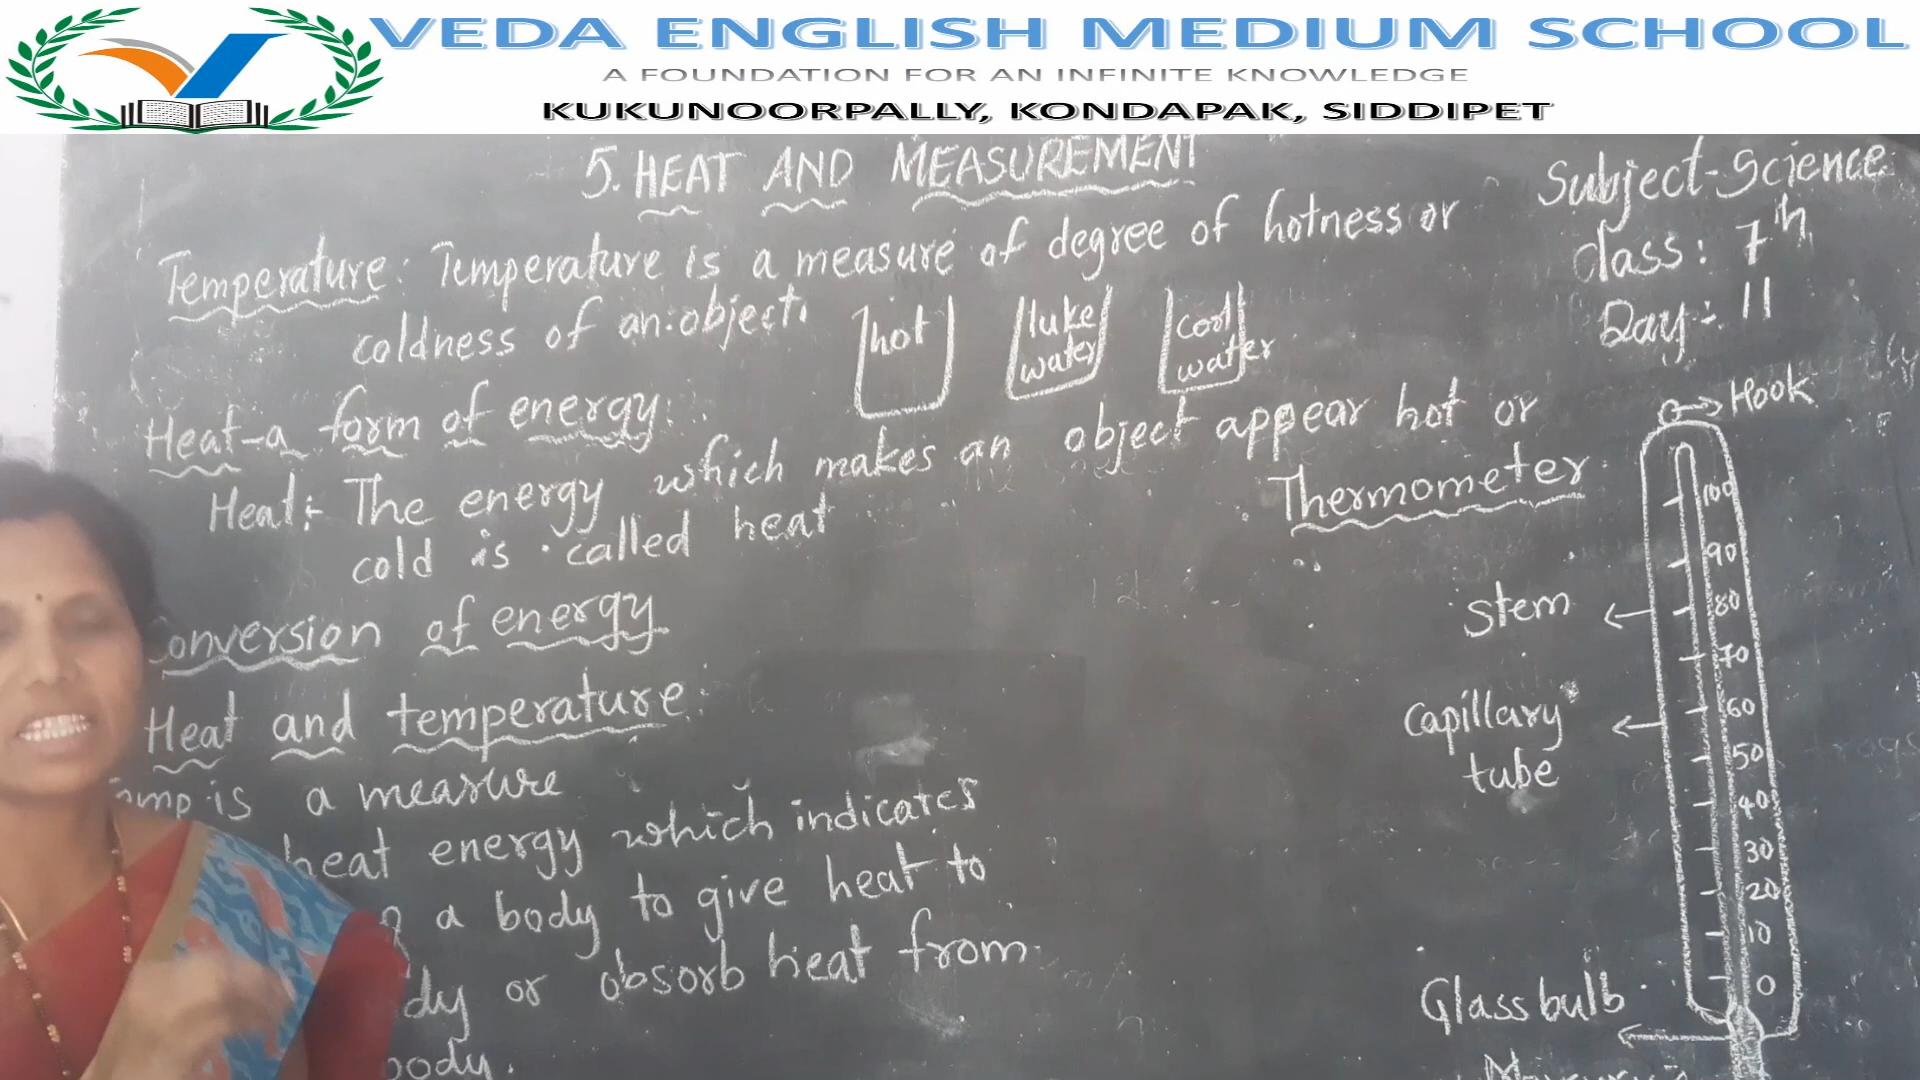 VEDA ENGLISH MEDIUM SCHOOL
A FOUNDATION FOR AN INFINITE KNOWLEDGE
KUKUNOORPALLY, KONDAPAK, SIDDIPET
5. HEAT AND MEASUREMENT
Subject-Science
class: 7th
Day: 11
Temperature: Temperature is a measure of degree of hotness or
coldness of an object.
hot
luke
water
cool
water
Heat-a form of energy:
Heat: The energy which makes an object appear hot or
cold is called heat
Conversion of energy
Heat and temperature:
is a measure
heat energy which indicates
a body to give heat to
or obsorb heat from
body.
Thermometer
Hook
Stem
Capillary
tube
Glass bulb
100
90
80
70
60
50
40
30
20
10
0